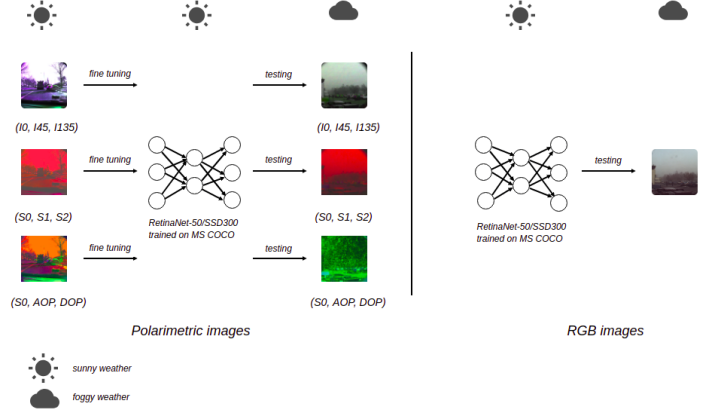 fine tuning
testing
(I0, I45, I135)
(I0, I45, I135)
fine tuning
testing
testing
(S0, S1, S2)
(S0, S1, S2)
RetinaNet-50/SSD300
trained on MS COCO
RetinaNet-50/SSD300
trained on MS COCO
fine tuning
testing
(S0, AOP, DOP)
(S0, AOP, DOP)
Polarimetric images
RGB images
sunny weather
foggy weather